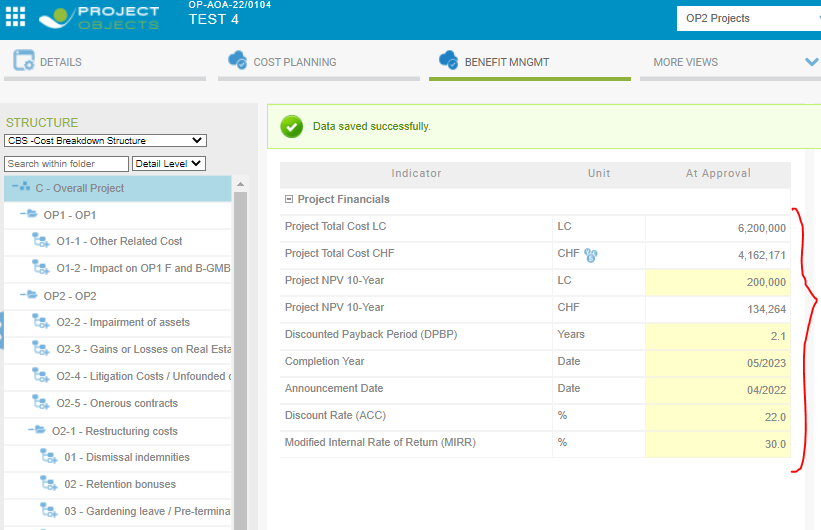 PROJECT
OBJECTS
OP-AOA-22/0104
TEST 4
OP2 Projects
DETAILS
COST PLANNING
BENEFIT MNGMT
MORE VIEWS
STRUCTURE
CBS -Cost Breakdown Structure
Search within folder
Detail Level
C - Overall Project
OP1 - OP1
O1-1 - Other Related Cost
O1-2 - Impact on OP1 F and B-GMB
OP2 - OP2
O2-2 - Impairment of assets
O2-3 - Gains or Losses on Real Esta
O2-4 - Litigation Costs / Unfounded
O2-5 - Onerous contracts
O2-1 - Restructuring costs
01 - Dismissal indemnities
02 - Retention bonuses
03 - Gardening leave / Pre-termina
Data saved successfully.
Indicator Unit At Approval
Project Financials
Project Total Cost LC LC 6,200,000
Project Total Cost CHF CHF 4,162,171
Project NPV 10-Year LC 200,000
Project NPV 10-Year CHF 134,264
Discounted Payback Period (DPBP) Years 2.1
Completion Year Date 05/2023
Announcement Date Date 04/2022
Discount Rate (ACC) % 22.0
Modified Internal Rate of Return (MIRR) % 30.0